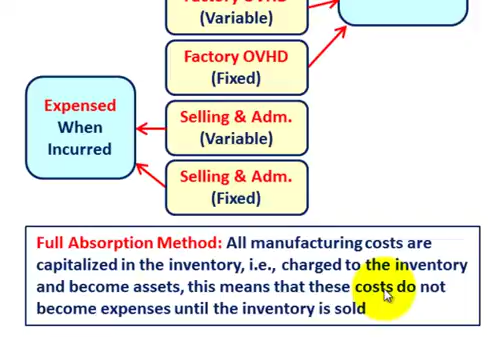 Factory OVHD
(Variable)
Factory OVHD
(Fixed)
Expensed
When
Incurred
Selling & Adm.
(Variable)
Selling & Adm.
(Fixed)
Full Absorption Method: All manufacturing costs are
capitalized in the inventory, i.e., charged to the inventory
and become assets, this means that these costs do not
become expenses until the inventory is sold